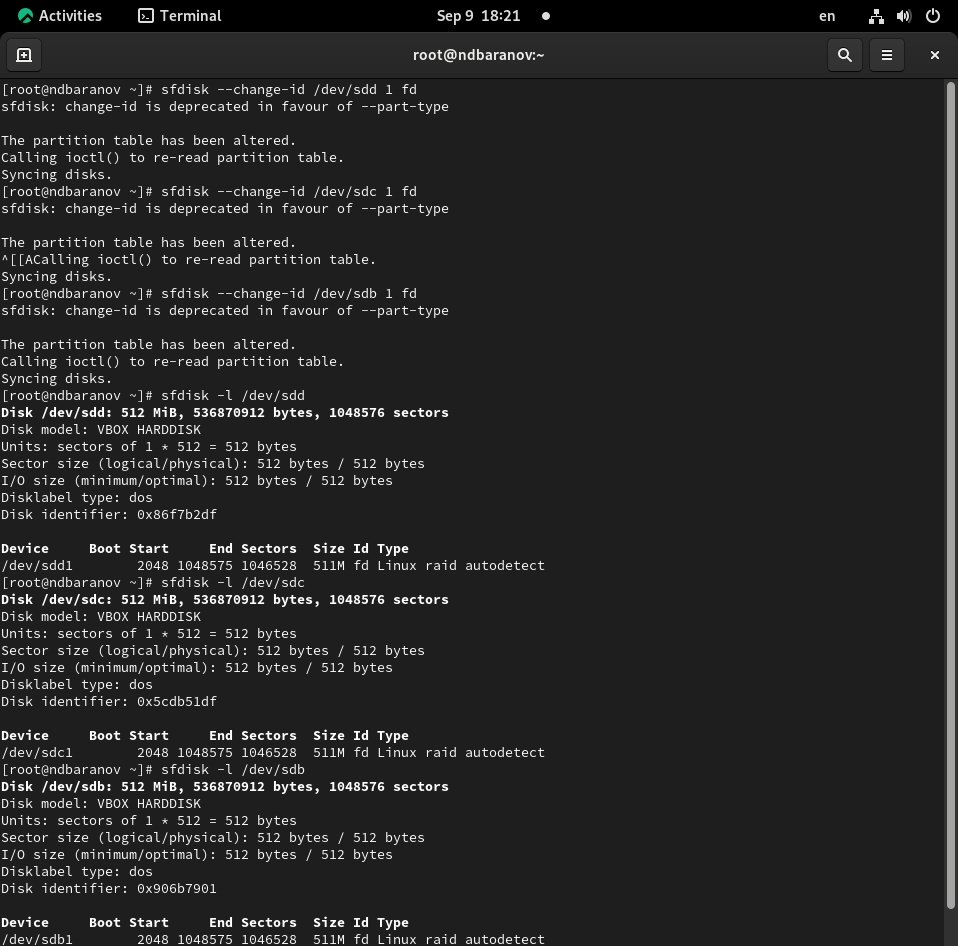 Activities Terminal Sep 9 18:21 en
root@ndbaranov:~
[root@ndbaranov ~]# sfdisk --change-id /dev/sdd 1 fd
sfdisk: change-id is deprecated in favour of --part-type

The partition table has been altered.
Calling ioctl() to re-read partition table.
Syncing disks.
[root@ndbaranov ~]# sfdisk --change-id /dev/sdc 1 fd
sfdisk: change-id is deprecated in favour of --part-type

The partition table has been altered.
^[[ACalling ioctl() to re-read partition table.
Syncing disks.
[root@ndbaranov ~]# sfdisk --change-id /dev/sdb 1 fd
sfdisk: change-id is deprecated in favour of --part-type

The partition table has been altered.
Calling ioctl() to re-read partition table.
Syncing disks.
[root@ndbaranov ~]# sfdisk -l /dev/sdd
Disk /dev/sdd: 512 MiB, 536870912 bytes, 1048576 sectors
Disk model: VBOX HARDDISK
Units: sectors of 1 * 512 = 512 bytes
Sector size (logical/physical): 512 bytes / 512 bytes
I/O size (minimum/optimal): 512 bytes / 512 bytes
Disklabel type: dos
Disk identifier: 0x86f7b2df

Device     Boot Start     End Sectors  Size Id Type
/dev/sdd1        2048 1048575 1046528  511M fd Linux raid autodetect
[root@ndbaranov ~]# sfdisk -l /dev/sdc
Disk /dev/sdc: 512 MiB, 536870912 bytes, 1048576 sectors
Disk model: VBOX HARDDISK
Units: sectors of 1 * 512 = 512 bytes
Sector size (logical/physical): 512 bytes / 512 bytes
I/O size (minimum/optimal): 512 bytes / 512 bytes
Disklabel type: dos
Disk identifier: 0x5cdb51df

Device     Boot Start     End Sectors  Size Id Type
/dev/sdc1        2048 1048575 1046528  511M fd Linux raid autodetect
[root@ndbaranov ~]# sfdisk -l /dev/sdb
Disk /dev/sdb: 512 MiB, 536870912 bytes, 1048576 sectors
Disk model: VBOX HARDDISK
Units: sectors of 1 * 512 = 512 bytes
Sector size (logical/physical): 512 bytes / 512 bytes
I/O size (minimum/optimal): 512 bytes / 512 bytes
Disklabel type: dos
Disk identifier: 0x906b7901

Device     Boot Start     End Sectors  Size Id Type
/dev/sdb1        2048 1048575 1046528  511M fd Linux raid autodetect